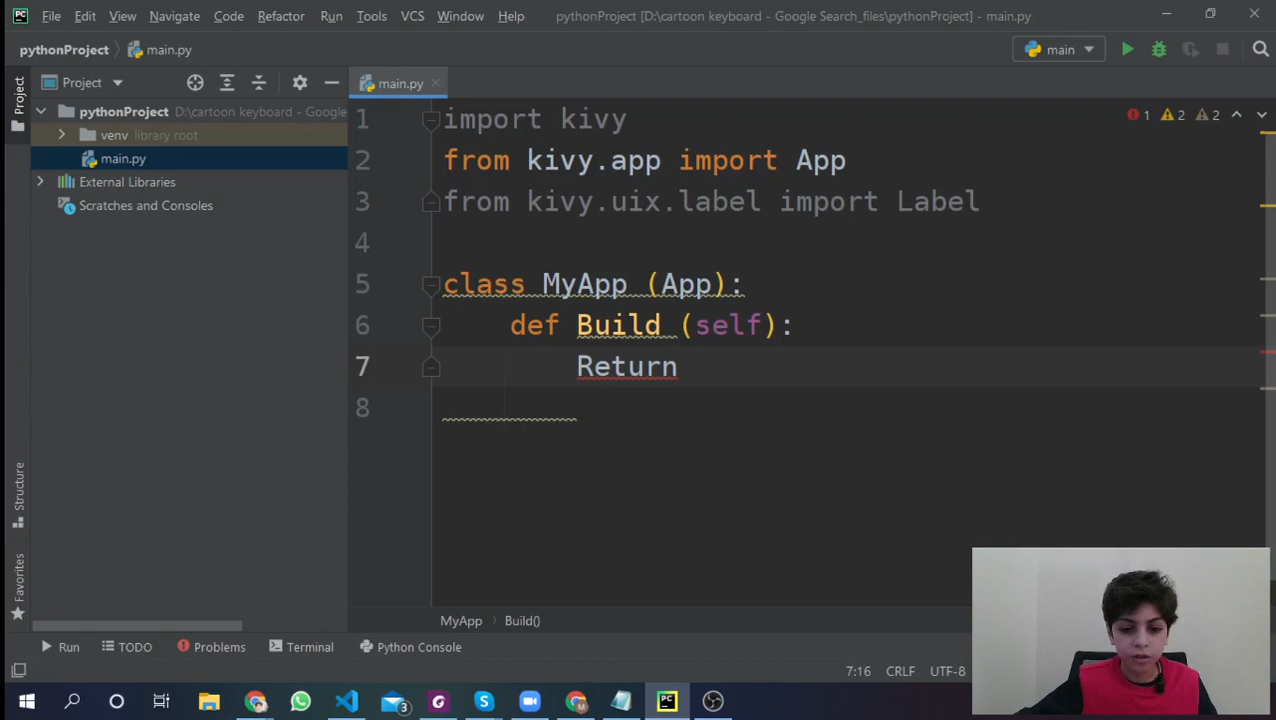 File Edit View Navigate Code Refactor Run Tools VCS Window Help pythonProject [D:\cartoon keyboard - Google Search_files\pythonProject] - main.py
pythonProject main.py main
Project main.py
Project
pythonProject D:\cartoon keyboard - Google
venv library root
main.py
External Libraries
Scratches and Consoles
1 2 2
1 import kivy
2 from kivy.app import App
3 from kivy.uix.label import Label
4
5 class MyApp (App):
6 def Build (self):
7 Return
8
Structure
Favorites
MyApp Build()
Run TODO Problems Terminal Python Console
7:16 CRLF UTF-8
3